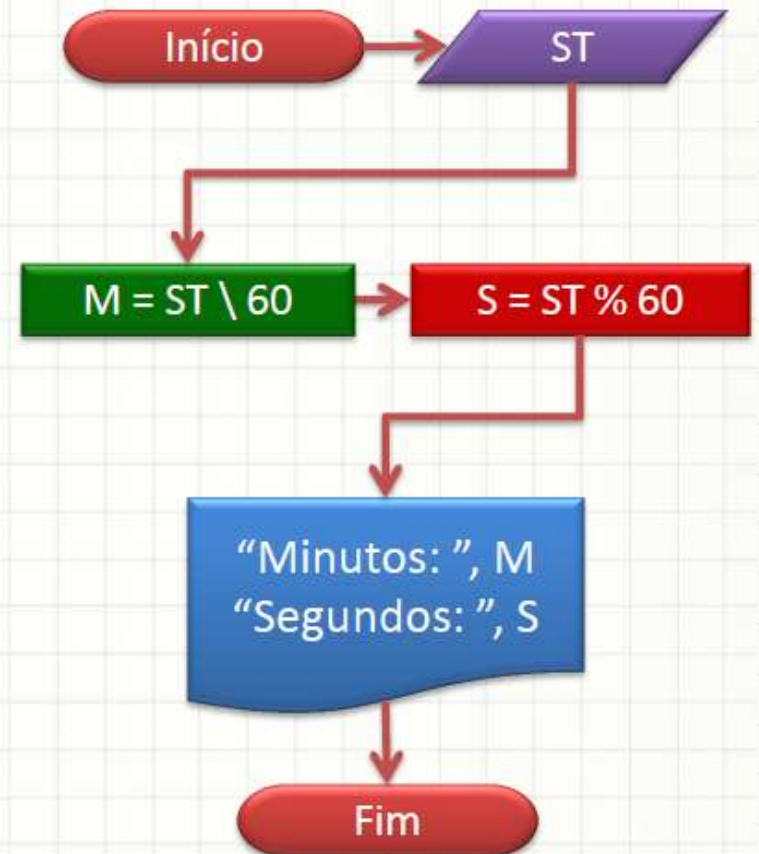 Início
ST
M = ST \ 60
S = ST % 60
“Minutos: ”, M
“Segundos: ”, S
Fim